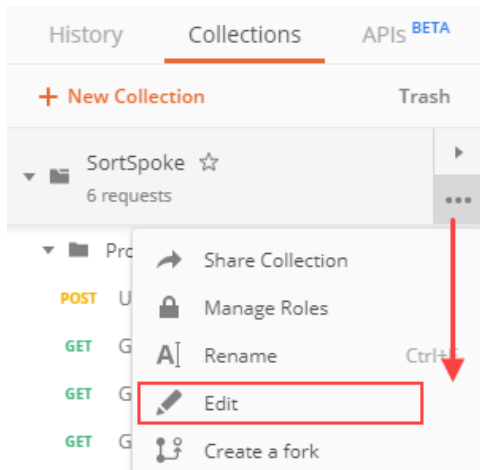 History Collections APIs BETA
+ New Collection Trash
SortSpoke
6 requests
Share Collection
POST Manage Roles
GET Rename
GET Edit
GET Create a fork